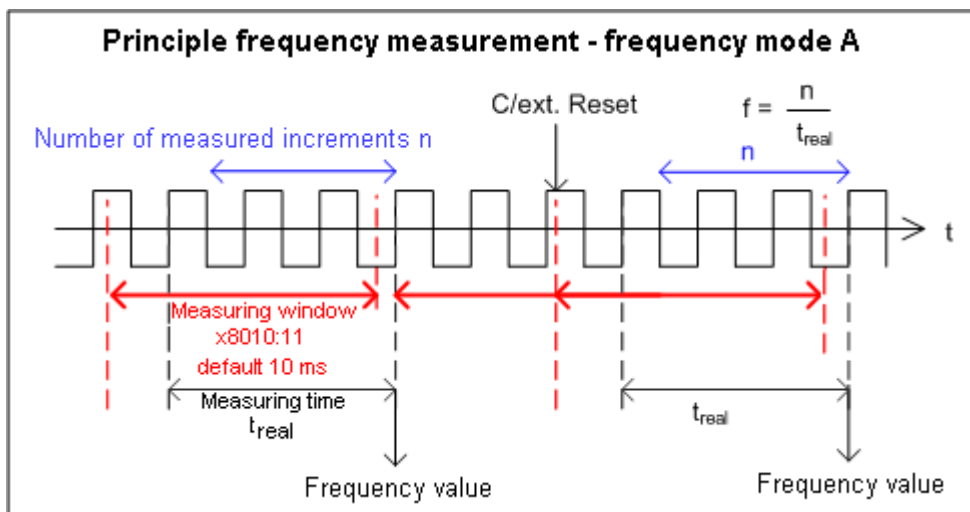 Principle frequency measurement - frequency mode A
C/ext. Reset
f = n / t_real
Number of measured increments n
n
t
Measuring window
x8010:11
default 10 ms
Measuring time
t_real
t_real
Frequency value
Frequency value